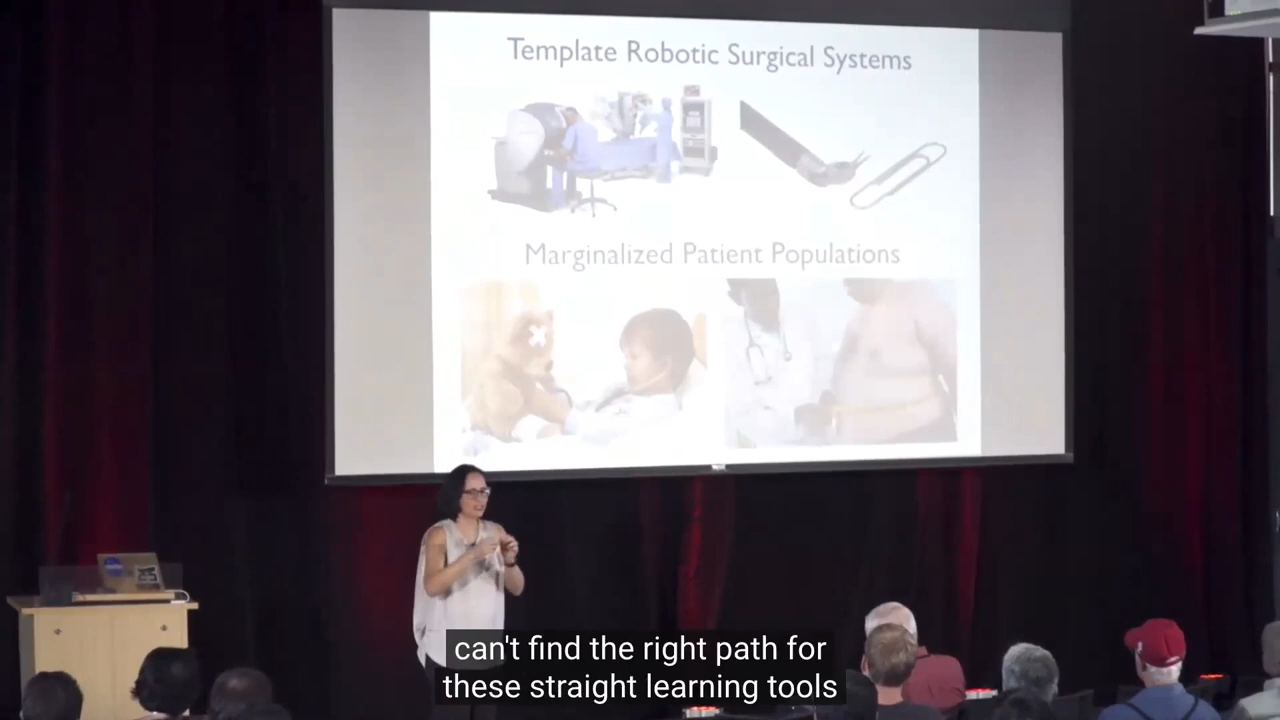 Template Robotic Surgical Systems
Marginalized Patient Populations
can't find the right path for
these straight learning tools